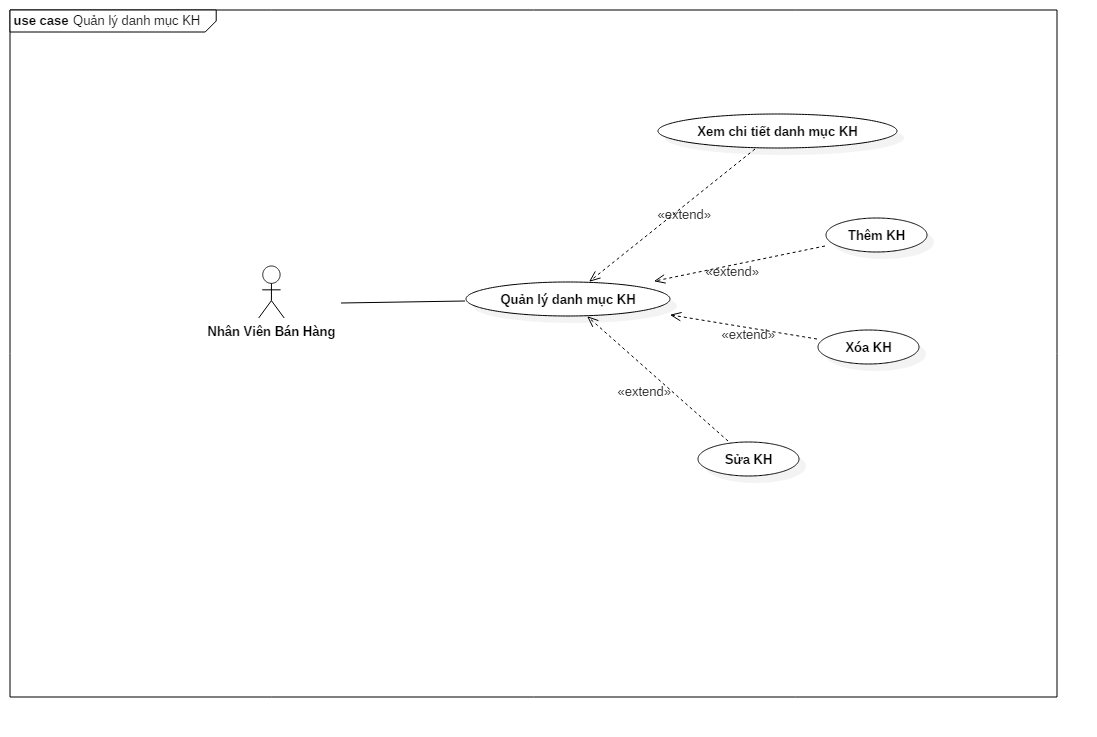 use case Quản lý danh mục KH
Xem chi tiết danh mục KH
«extend»
Thêm KH
«extend»
Quản lý danh mục KH
Nhân Viên Bán Hàng
«extend»
Xóa KH
«extend»
Sửa KH